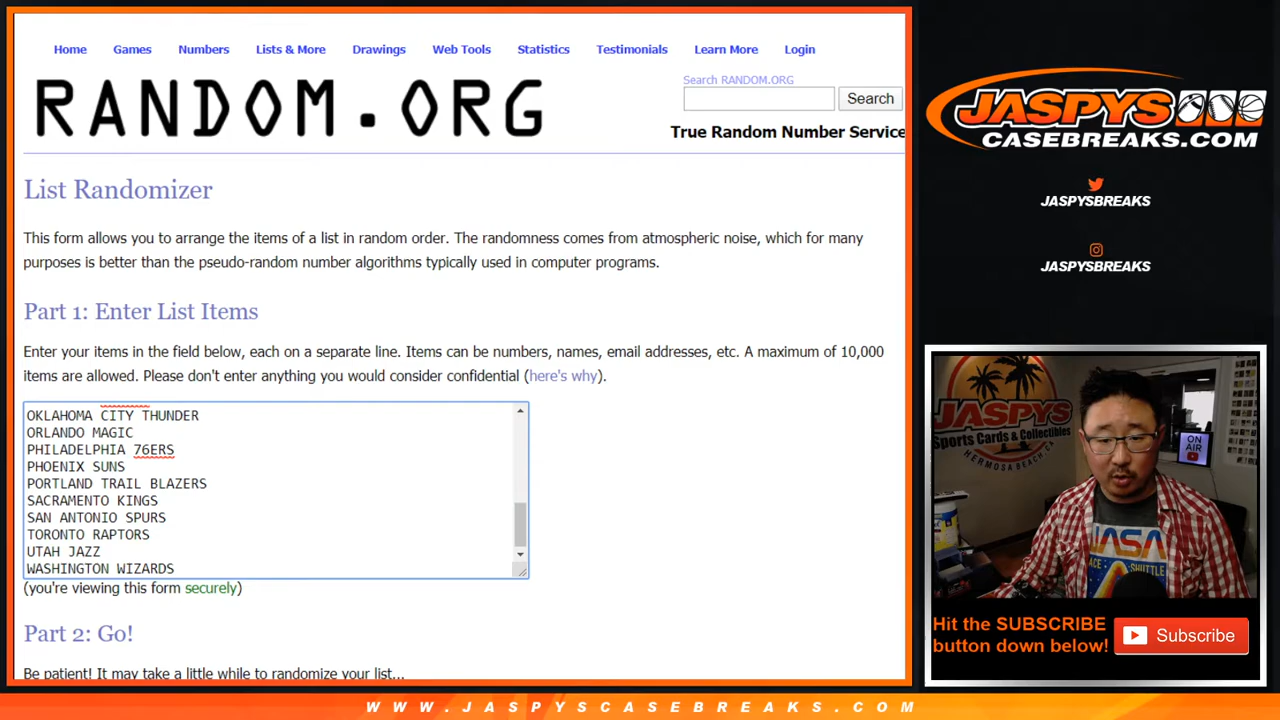 Home Games Numbers Lists & More Drawings Web Tools Statistics Testimonials Learn More Login
RANDOM.ORG
Search RANDOM.ORG
Search
True Random Number Service
List Randomizer
This form allows you to arrange the items of a list in random order. The randomness comes from atmospheric noise, which for many
purposes is better than the pseudo-random number algorithms typically used in computer programs.
Part 1: Enter List Items
Enter your items in the field below, each on a separate line. Items can be numbers, names, email addresses, etc. A maximum of 10,000
items are allowed. Please don't enter anything you would consider confidential (here's why).
OKLAHOMA CITY THUNDER
ORLANDO MAGIC
PHILADELPHIA 76ERS
PHOENIX SUNS
PORTLAND TRAIL BLAZERS
SACRAMENTO KINGS
SAN ANTONIO SPURS
TORONTO RAPTORS
UTAH JAZZ
WASHINGTON WIZARDS
(you're viewing this form securely)
Part 2: Go!
Be patient! It may take a little while to randomize your list...
JASPYS
CASEBREAKS.COM
JASPYSBREAKS
JASPYSBREAKS
JASPYS
Sports Cards & Collectibles
HERMOSA BEACH, CA
ON
AIR
NASA
SHUTTLE
Hit the SUBSCRIBE
button down below!
Subscribe
WWW.JASPYSCASEBREAKS.COM